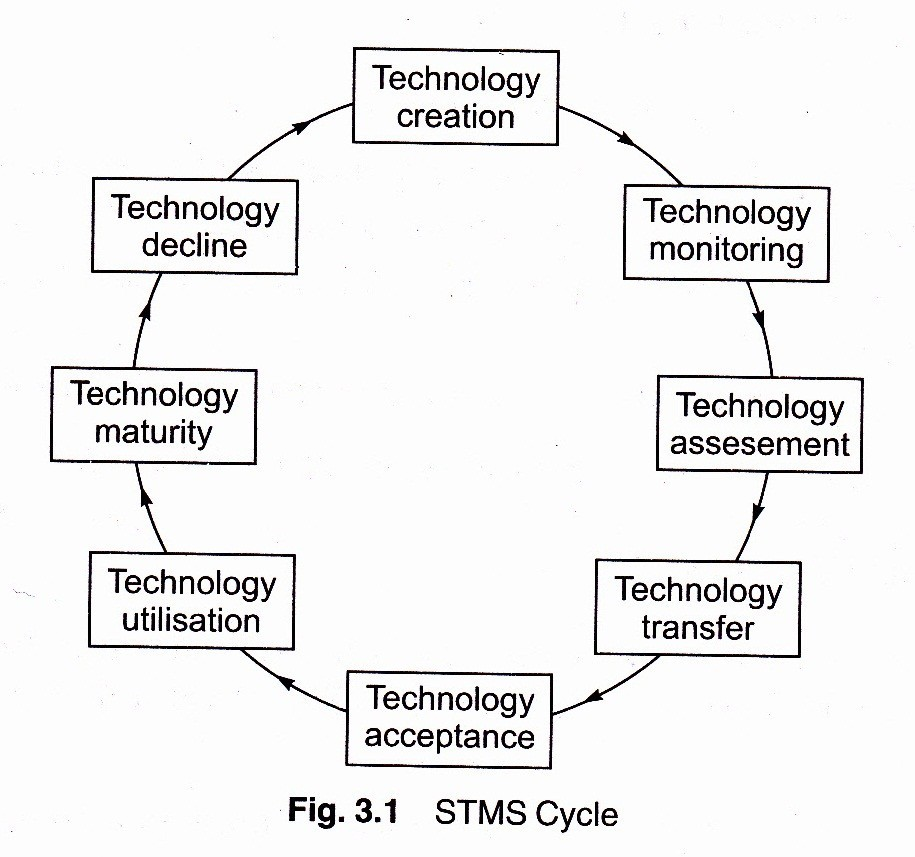 Technology
creation
Technology
monitoring
Technology
assesement
Technology
transfer
Technology
acceptance
Technology
utilisation
Technology
maturity
Technology
decline
Fig. 3.1 STMS Cycle